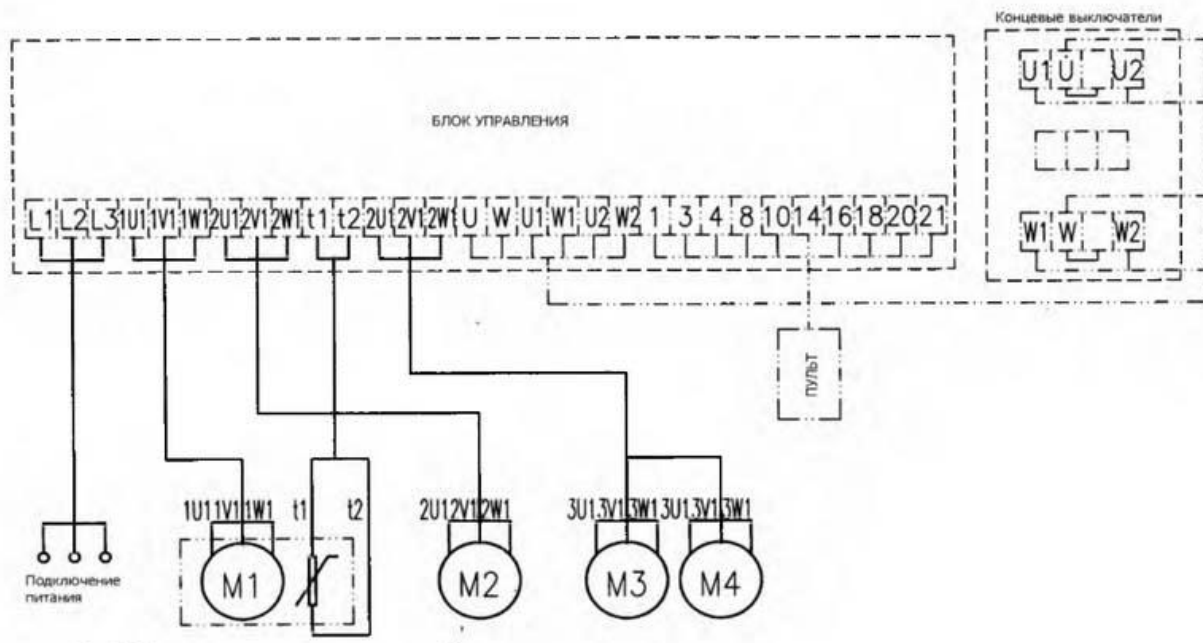 Концевые выключатели
U1 U U2
БЛОК УПРАВЛЕНИЯ
L1 L2 L3 1U1 1V1 1W1 2U1 2V1 2W1 t1 t2 2U1 2V1 2W1 U W U1 W1 U2 W2 1 3 4 8 10 14 16 18 20 21
W1 W W2
ПУЛЬТ
1U1 1V1 1W1 t1 t2 2U1 2V1 2W1 3U1 3V1 3W1 3U1 3V1 3W1
M1 M2 M3 M4
Подключение
питания